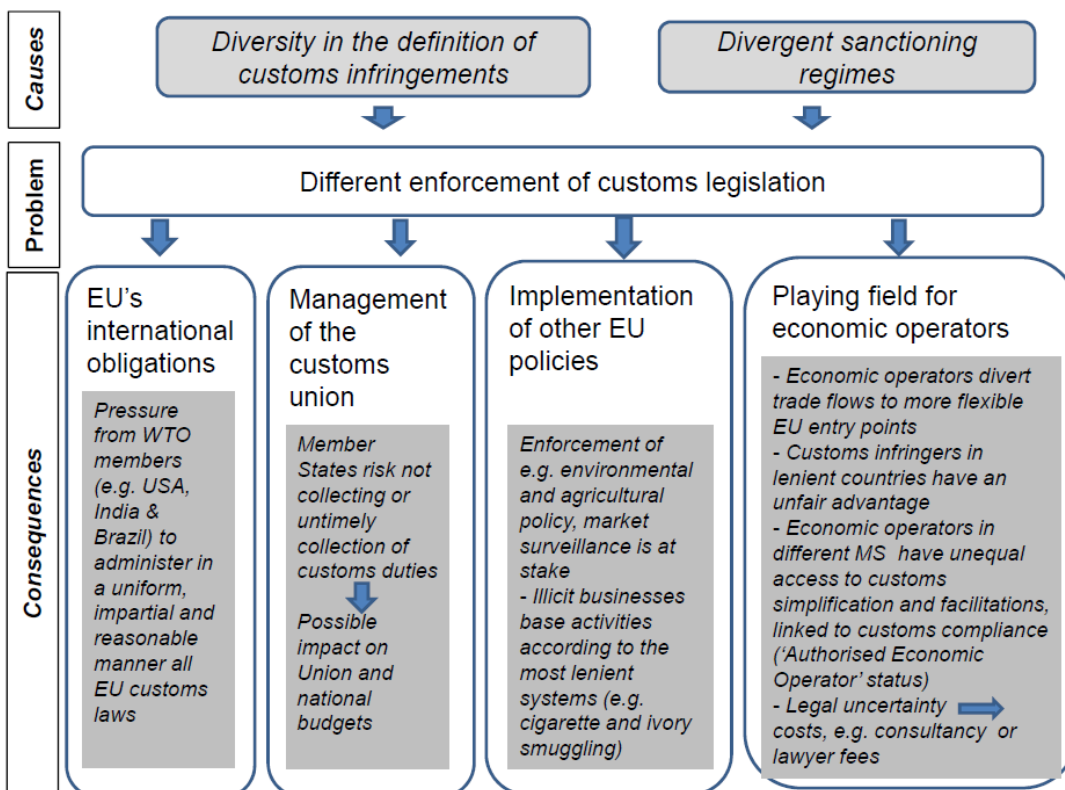 Causes
Diversity in the definition of
customs infringements
Divergent sanctioning
regimes
Problem
Different enforcement of customs legislation
Consequences
EU's
international
obligations
Pressure
from WTO
members
(e.g. USA,
India &
Brazil) to
administer in
a uniform,
impartial and
reasonable
manner all
EU customs
laws
Management
of the
customs
union
Member
States risk not
collecting or
untimely
collection of
customs duties
Possible
impact on
Union and
national
budgets
Implementation
of other EU
policies
Enforcement of
e.g. environmental
and agricultural
policy, market
surveillance is at
stake
- Illicit businesses
base activities
according to the
most lenient
systems (e.g.
cigarette and ivory
smuggling)
Playing field for
economic operators
- Economic operators divert
trade flows to more flexible
EU entry points
- Customs infringers in
lenient countries have an
unfair advantage
- Economic operators in
different MS have unequal
access to customs
simplification and facilitations,
linked to customs compliance
('Authorised Economic
Operator' status)
- Legal uncertainty
costs, e.g. consultancy or
lawyer fees